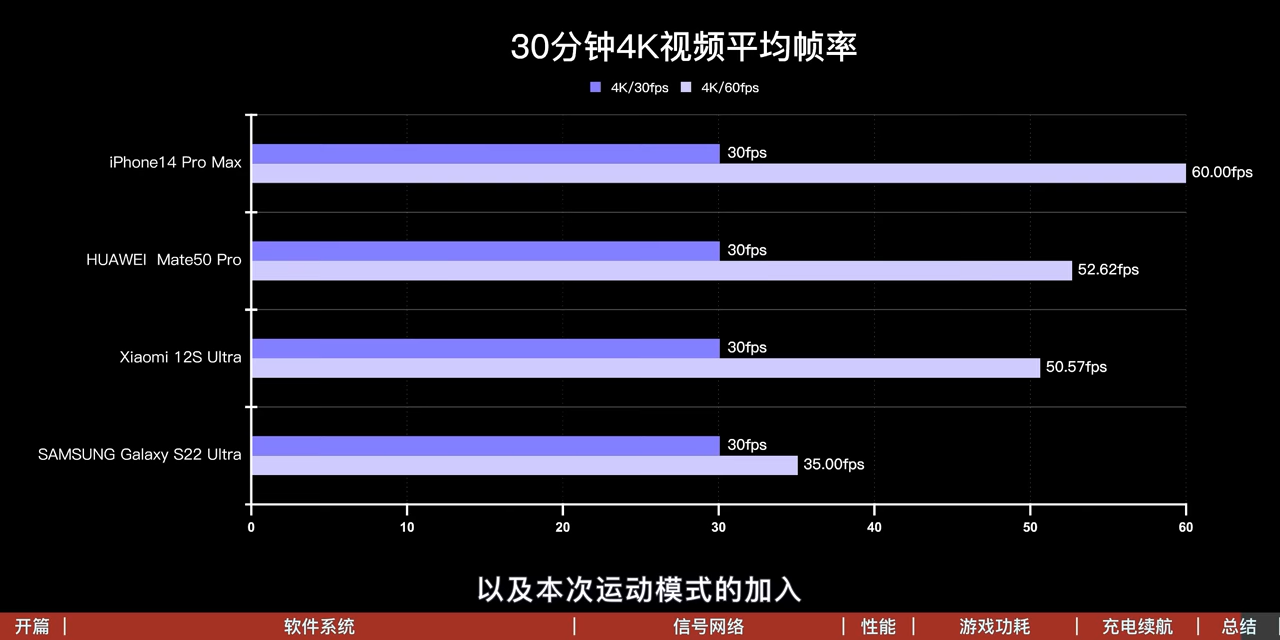 30分钟4K视频平均帧率
4K/30fps 4K/60fps
iPhone14 Pro Max 30fps
60.00fps
HUAWEI Mate50 Pro 30fps
52.62fps
Xiaomi 12S Ultra 30fps
50.57fps
SAMSUNG Galaxy S22 Ultra 30fps
35.00fps
0 10 20 30 40 50 60
以及本次运动模式的加入
开篇 | 软件系统 | 信号网络 | 性能 | 游戏功耗 | 充电续航 | 总结